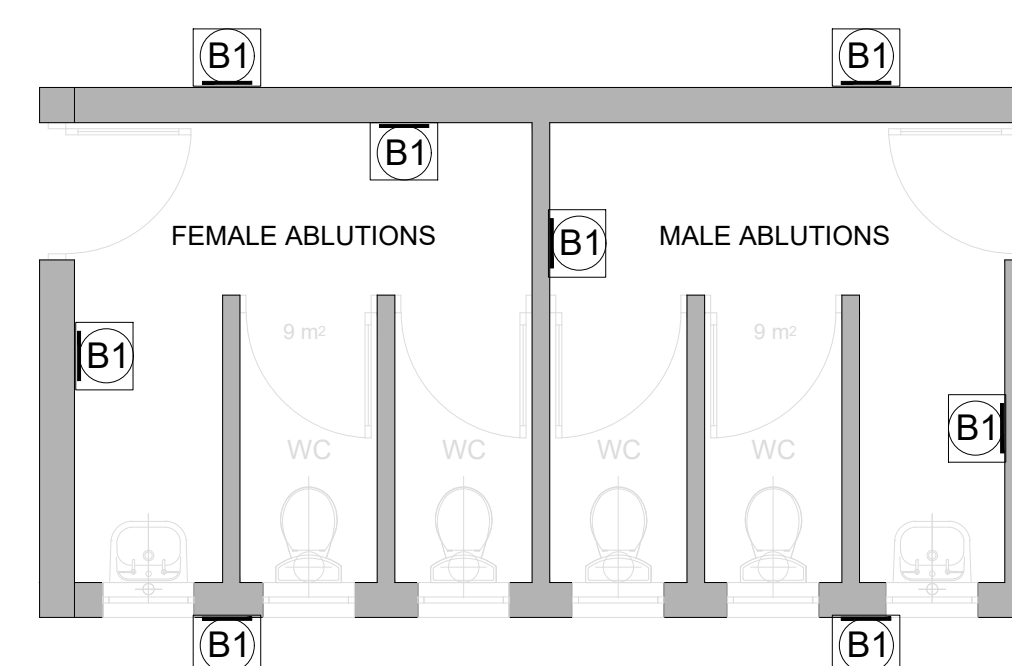 B1 B1
B1
FEMALE ABLUTIONS B1 MALE ABLUTIONS
9 m² 9 m²
B1
B1
WC WC WC WC
B1 B1